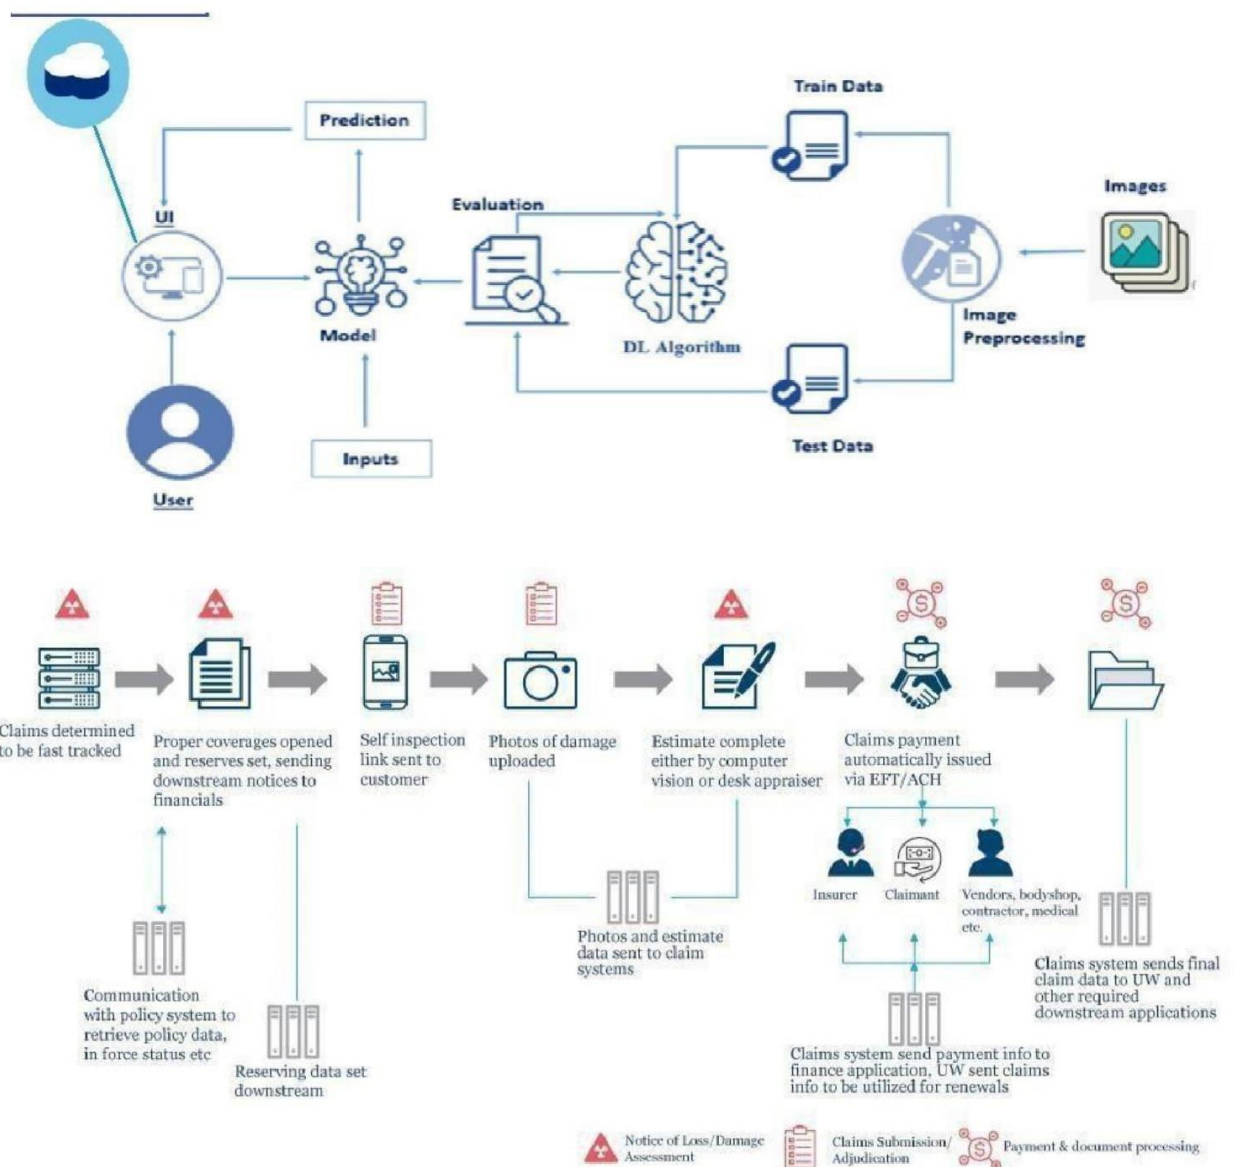 Train Data
Prediction
Images
Evaluation
UI
Image
Preprocessing
Model
DL Algorithm
Inputs
Test Data
User
Claims determined
to be fast tracked
Proper coverages opened
and reserves set, sending
downstream notices to
financials
Self inspection
link sent to
customer
Photos of damage
uploaded
Estimate complete
either by computer
vision or desk appraiser
Claims payment
automatically issued
via EFT/ACH
Insurer
Claimant
Vendors, bodyshop,
contractor, medical
etc.
Photos and estimate
data sent to claim
systems
Claims system sends final
claim data to UW and
other required
downstream applications
Communication
with policy system to
retrieve policy data,
in force status etc
Reserving data set
downstream
Claims system send payment info to
finance application, UW sent claims
info to be utilized for renewals
Notice of Loss/Damage
Assessment
Claims Submission/
Adjudication
Payment & document processing